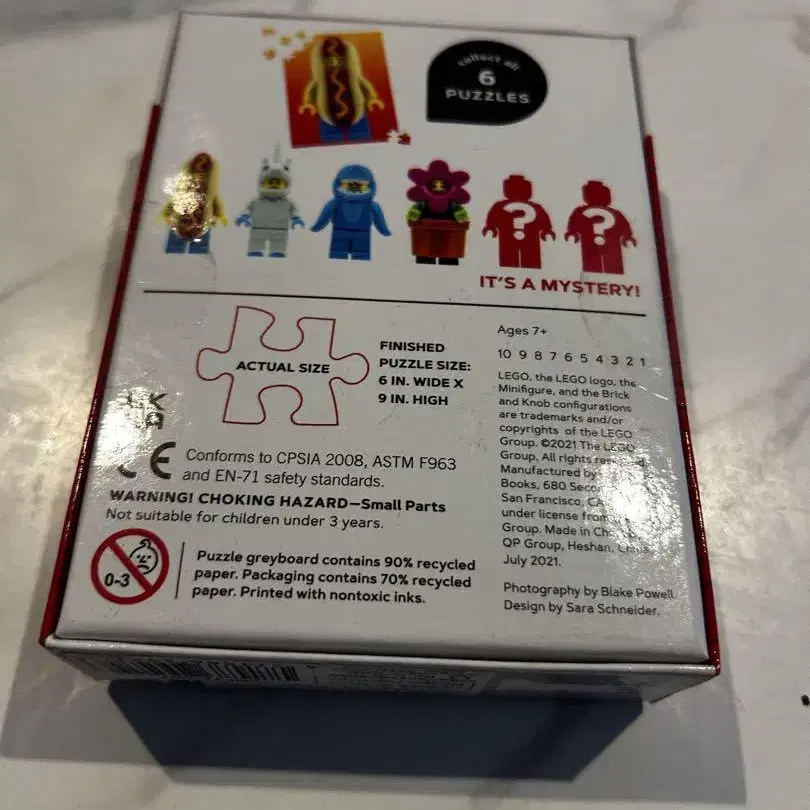 collect all
6
PUZZLES
?
?
IT'S A MYSTERY!
ACTUAL SIZE
FINISHED
PUZZLE SIZE:
6 IN. WIDE X
9 IN. HIGH
UK
CA
CE
Conforms to CPSIA 2008, ASTM F963
and EN-71 safety standards.
WARNING! CHOKING HAZARD—Small Parts
Not suitable for children under 3 years.
0-3
Puzzle greyboard contains 90% recycled
paper. Packaging contains 70% recycled
paper. Printed with nontoxic inks.
Ages 7+
10 9 8 7 6 5 4 3 2 1
LEGO, the LEGO logo, the
Minifigure, and the Brick
and Knob configurations
are trademarks and/or
copyrights of the LEGO
Group. ©2021 The LEGO
Group. All rights
Manufactured by
Books, 680
San Francisco, CA
under license from
Group. Made in
QP Group, Heshan, China
July 2021.
Photography by Blake Powell.
Design by Sara Schneider.